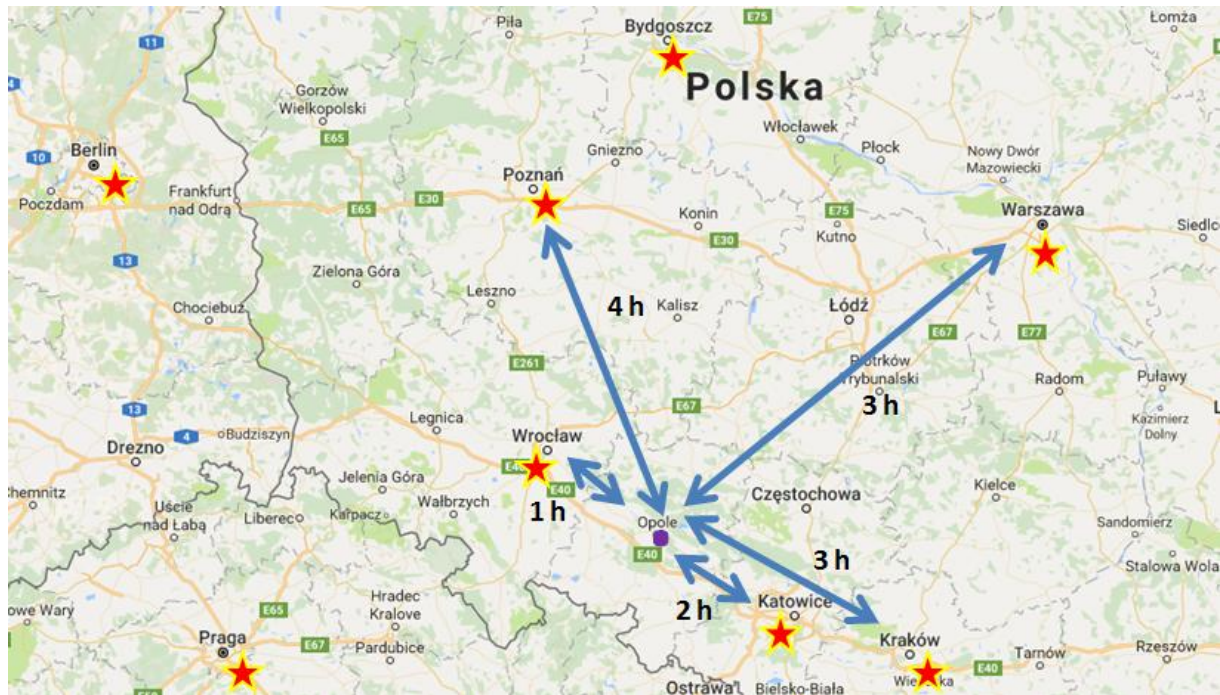 Piła
Bydgoszcz
E75
Łomża
11
Polska
Gorzów
Wielkopolski
E65
Włocławek
Gniezno
Płock
Nowy Dwór
Mazowiecki
10
Berlin
Poczdam
Frankfurt
nad Odrą
Poznań
E65
E30
Konin
E30
E75
Kutno
Warszawa
Siedlce
13
Zielona Góra
Leszno
Chociebuż
4 h
Kalisz
Łódź
E67
E77
E261
Piotrków
Trybunalski
3 h
Radom
Puławy
Kazimierz
Dolny
13
4
Budziszyn
Drezno
Legnica
E67
Wrocław
E40
E40
1 h
Jelenia Góra
Wałbrzych
Karpacz
Liberec
Chemnitz
Uście
nad Łabą
Częstochowa
Kielce
Opole
E40
Sandomierz
Stalowa Wola
3 h
2 h
Katowice
Hradec
Kralove
Pardubice
E65
E67
Praga
Kraków
Wieliczka
E40
Tarnów
Rzeszów
Ostrawa
Bielsko-Biała